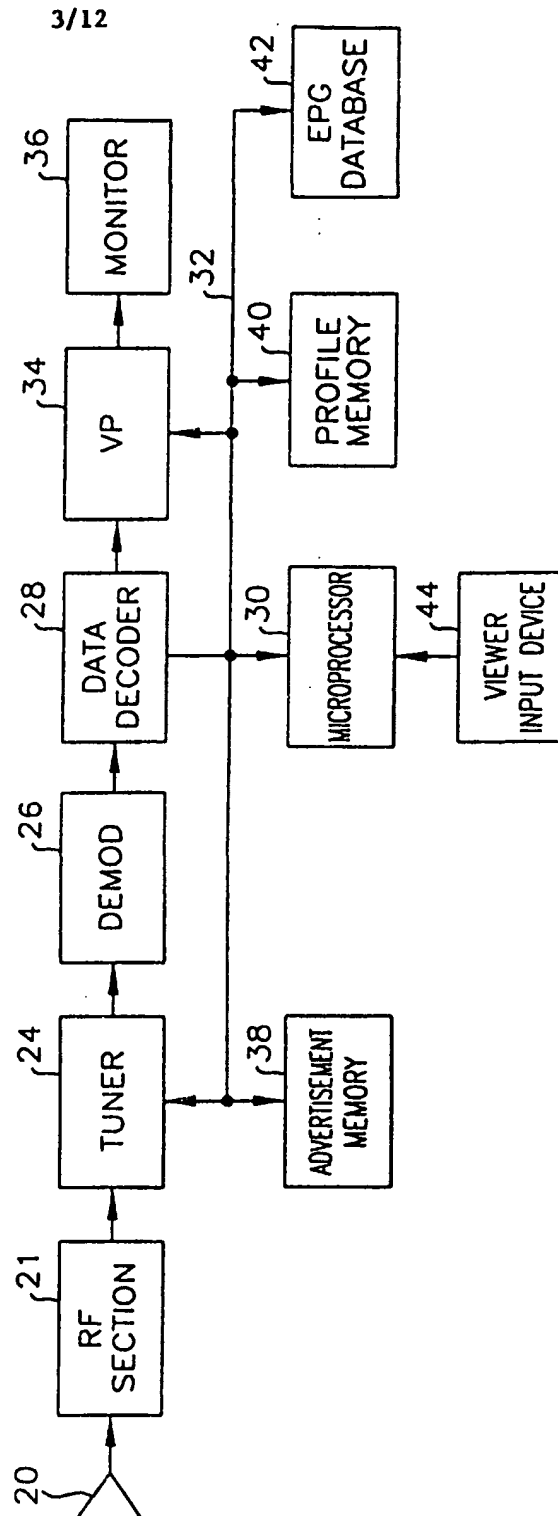 3/12
20
21
RF
SECTION
24
TUNER
26
DEMOD
28
DATA
DECODER
34
VP
36
MONITOR
32
38
ADVERTISEMENT
MEMORY
30
MICROPROCESSOR
40
PROFILE
MEMORY
42
EPG
DATABASE
44
VIEWER
INPUT DEVICE